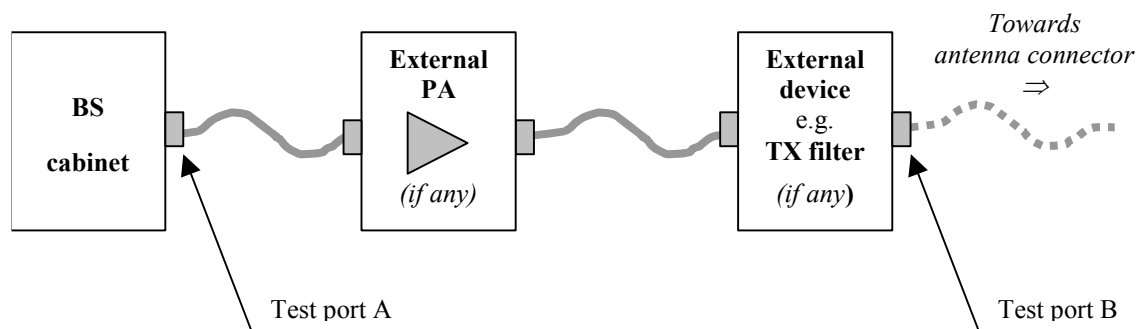 BS
cabinet
External
PA
(if any)
External
device
e.g.
TX filter
(if any)
Towards
antenna connector
⇒
Test port A
Test port B